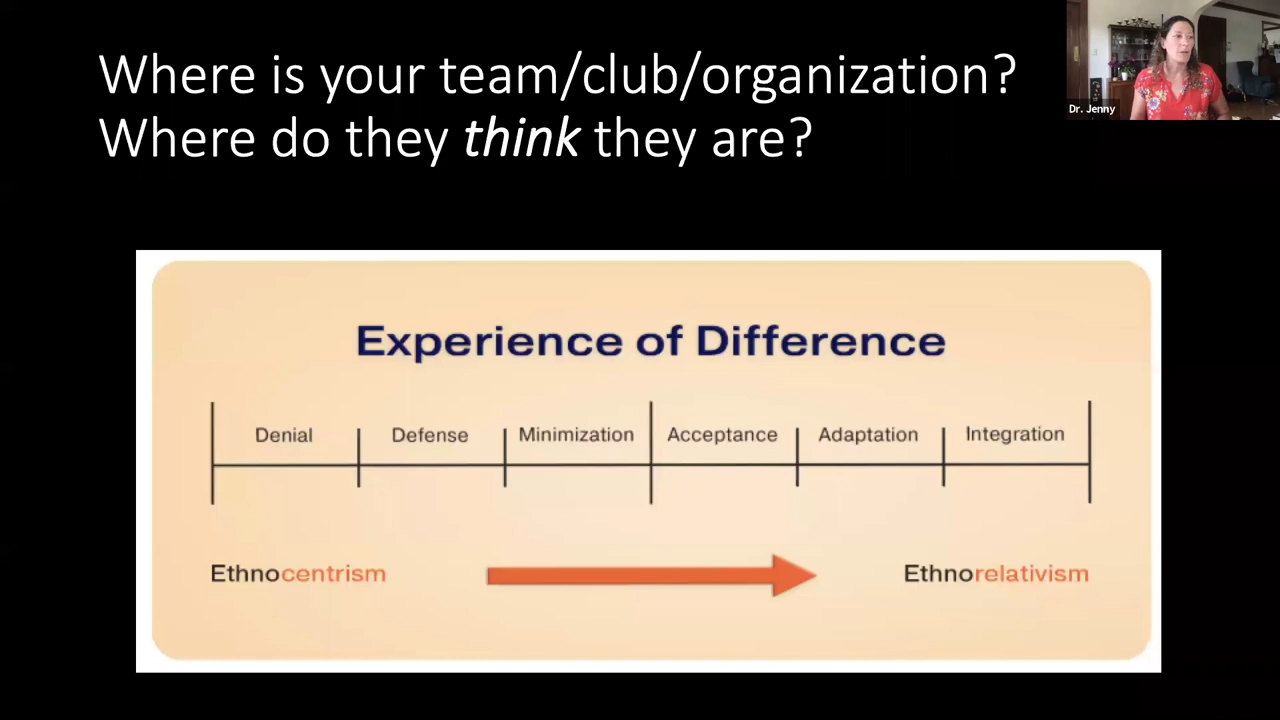 Where is your team/club/organization?
Where do they think they are?
Dr. Jenny
Experience of Difference
Denial Defense Minimization Acceptance Adaptation Integration
Ethnocentrism Ethnorelativism